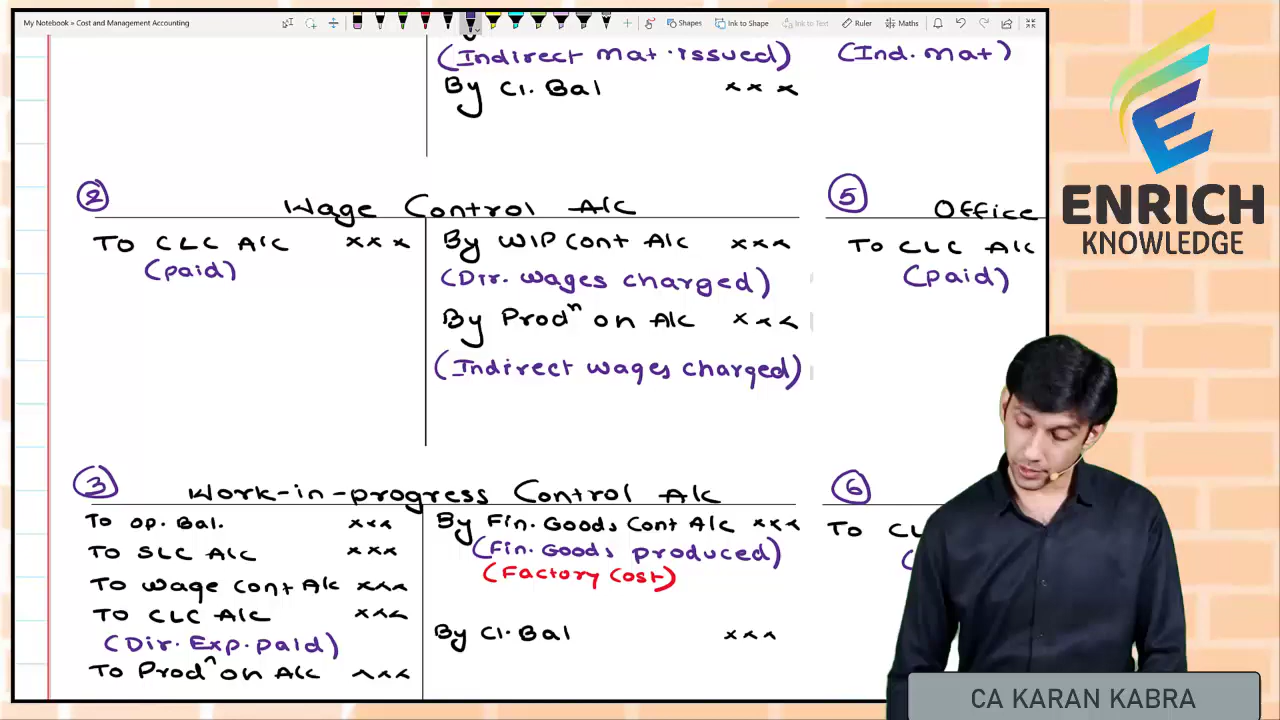 My Notebook » Cost and Management Accounting
Shapes
Ink to Shape
Ink to Text
Ruler
Maths
(Indirect Mat. issued)
By Cl. Bal xxx
(Ind. Mat)
②
Wage Control A/c
To CLC A/c xxx
(paid)
By WIP Cont A/c xxx
(Dir. wages charged)
By Prodⁿ OH A/c xxx
(Indirect wages charged)
⑤
Office
To CLC A/c
(paid)
③
Work-in-progress Control A/c
To Op. Bal. xxx
To SLC A/c xxx
To Wage Cont A/c xxx
To CLC A/c xxx
(Dir. Exp. paid)
To Prodⁿ OH A/c xxx
By Fin. Goods Cont A/c xxx
(Fin. Goods produced)
(Factory Cost)
By Cl. Bal xxx
⑥
To CL
ENRICH
KNOWLEDGE
CA KARAN KABRA